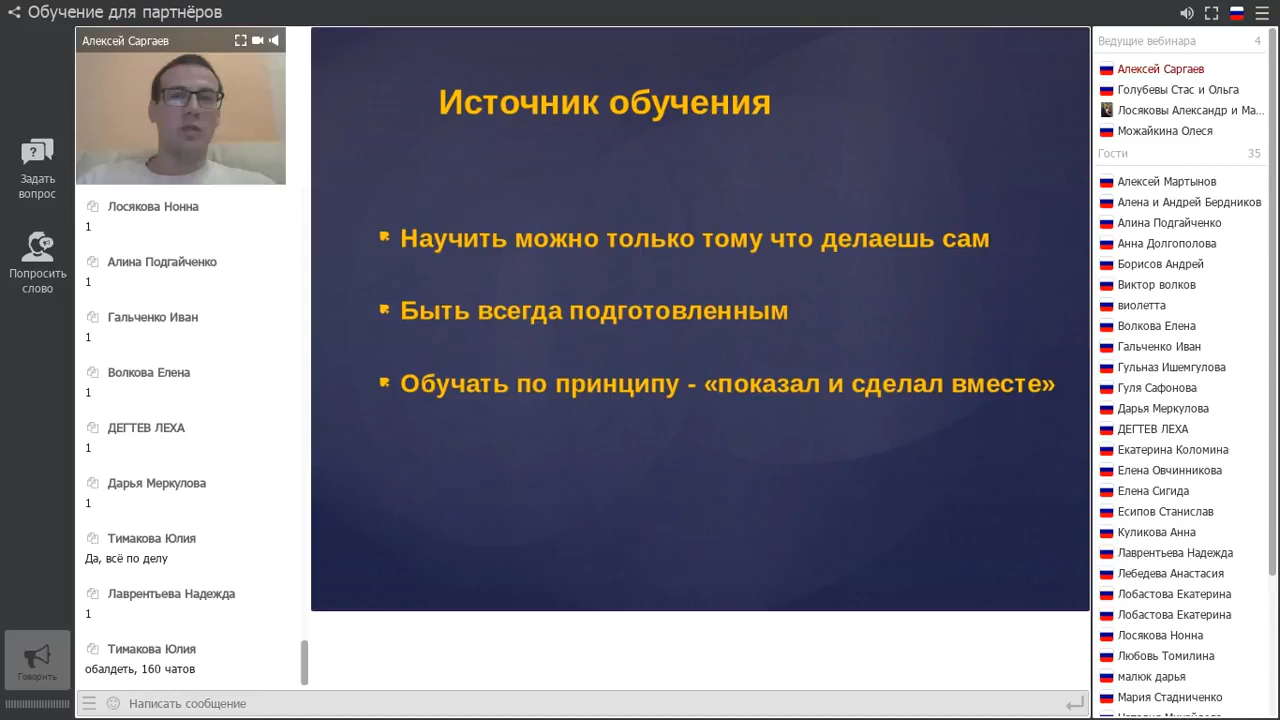 Обучение для партнёров
Алексей Саргаев
Задать
вопрос
Попросить
слово
Говорить
Лосякова Нонна
1
Алина Подгайченко
1
Гальченко Иван
1
Волкова Елена
1
ДЕГТЕВ ЛЕХА
1
Дарья Меркулова
1
Тимакова Юлия
Да, всё по делу
Лаврентьева Надежда
1
Тимакова Юлия
обалдеть, 160 чатов
Написать сообщение
Источник обучения
Научить можно только тому что делаешь сам
Быть всегда подготовленным
Обучать по принципу - «показал и сделал вместе»
Ведущие вебинара 4
Алексей Саргаев
Голубевы Стас и Ольга
Лосяковы Александр и Ма...
Можайкина Олеся
Гости 35
Алексей Мартынов
Алена и Андрей Бердников
Алина Подгайченко
Анна Долгополова
Борисов Андрей
Виктор волков
виолетта
Волкова Елена
Гальченко Иван
Гульназ Ишемгулова
Гуля Сафонова
Дарья Меркулова
ДЕГТЕВ ЛЕХА
Екатерина Коломина
Елена Овчинникова
Елена Сигида
Есипов Станислав
Куликова Анна
Лаврентьева Надежда
Лебедева Анастасия
Лобастова Екатерина
Лобастова Екатерина
Лосякова Нонна
Любовь Томилина
малюк дарья
Мария Стадниченко